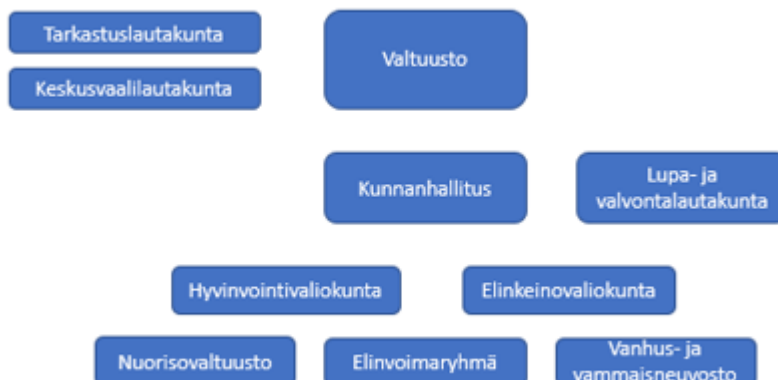 Tarkastuslautakunta
Keskusvaalilautakunta
Valtuusto
Kunnanhallitus
Lupa- ja
valvontalautakunta
Hyvinvointivaliokunta
Elinkeinovaliokunta
Nuorisovaltuusto
Elinvoimaryhmä
Vanhus- ja
vammaisneuvosto